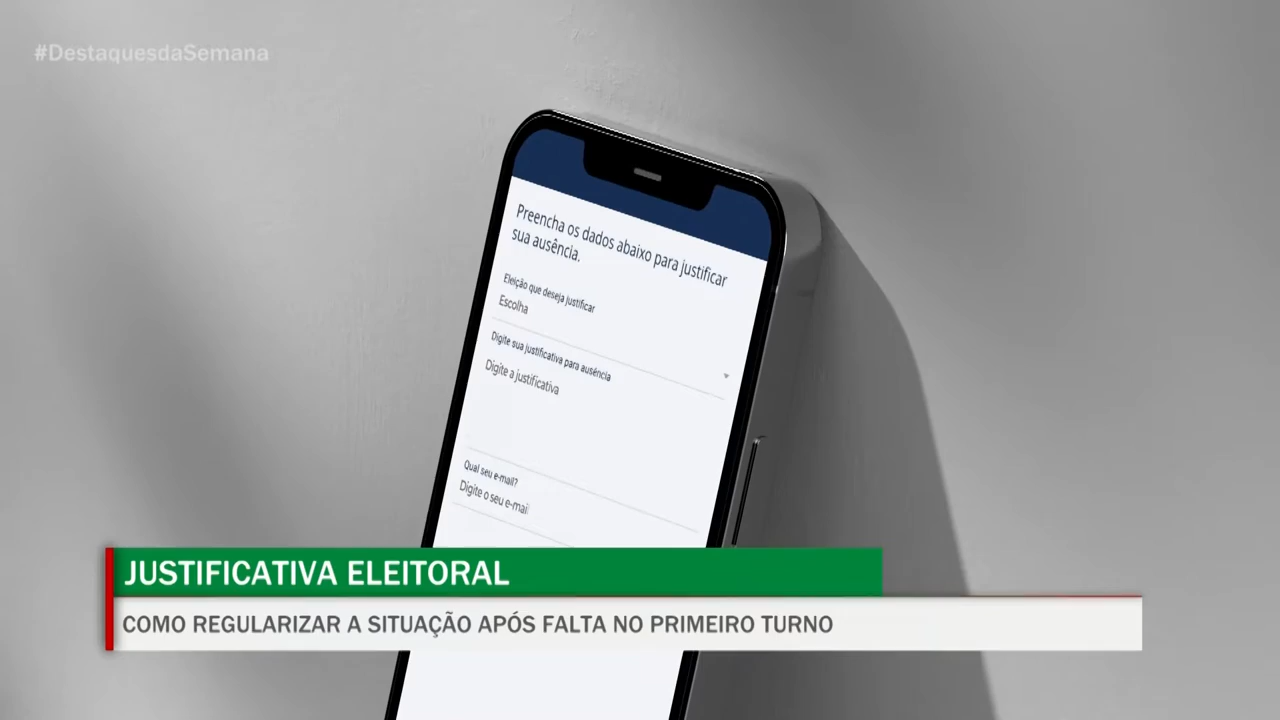 #DestaquesdaSemana
Preencha os dados abaixo para justificar
sua ausência.
Eleição que deseja justificar
Escolha
Digite sua justificativa para ausência
Digite a justificativa
Qual seu e-mail?
Digite o seu e-mail
JUSTIFICATIVA ELEITORAL
COMO REGULARIZAR A SITUAÇÃO APÓS FALTA NO PRIMEIRO TURNO